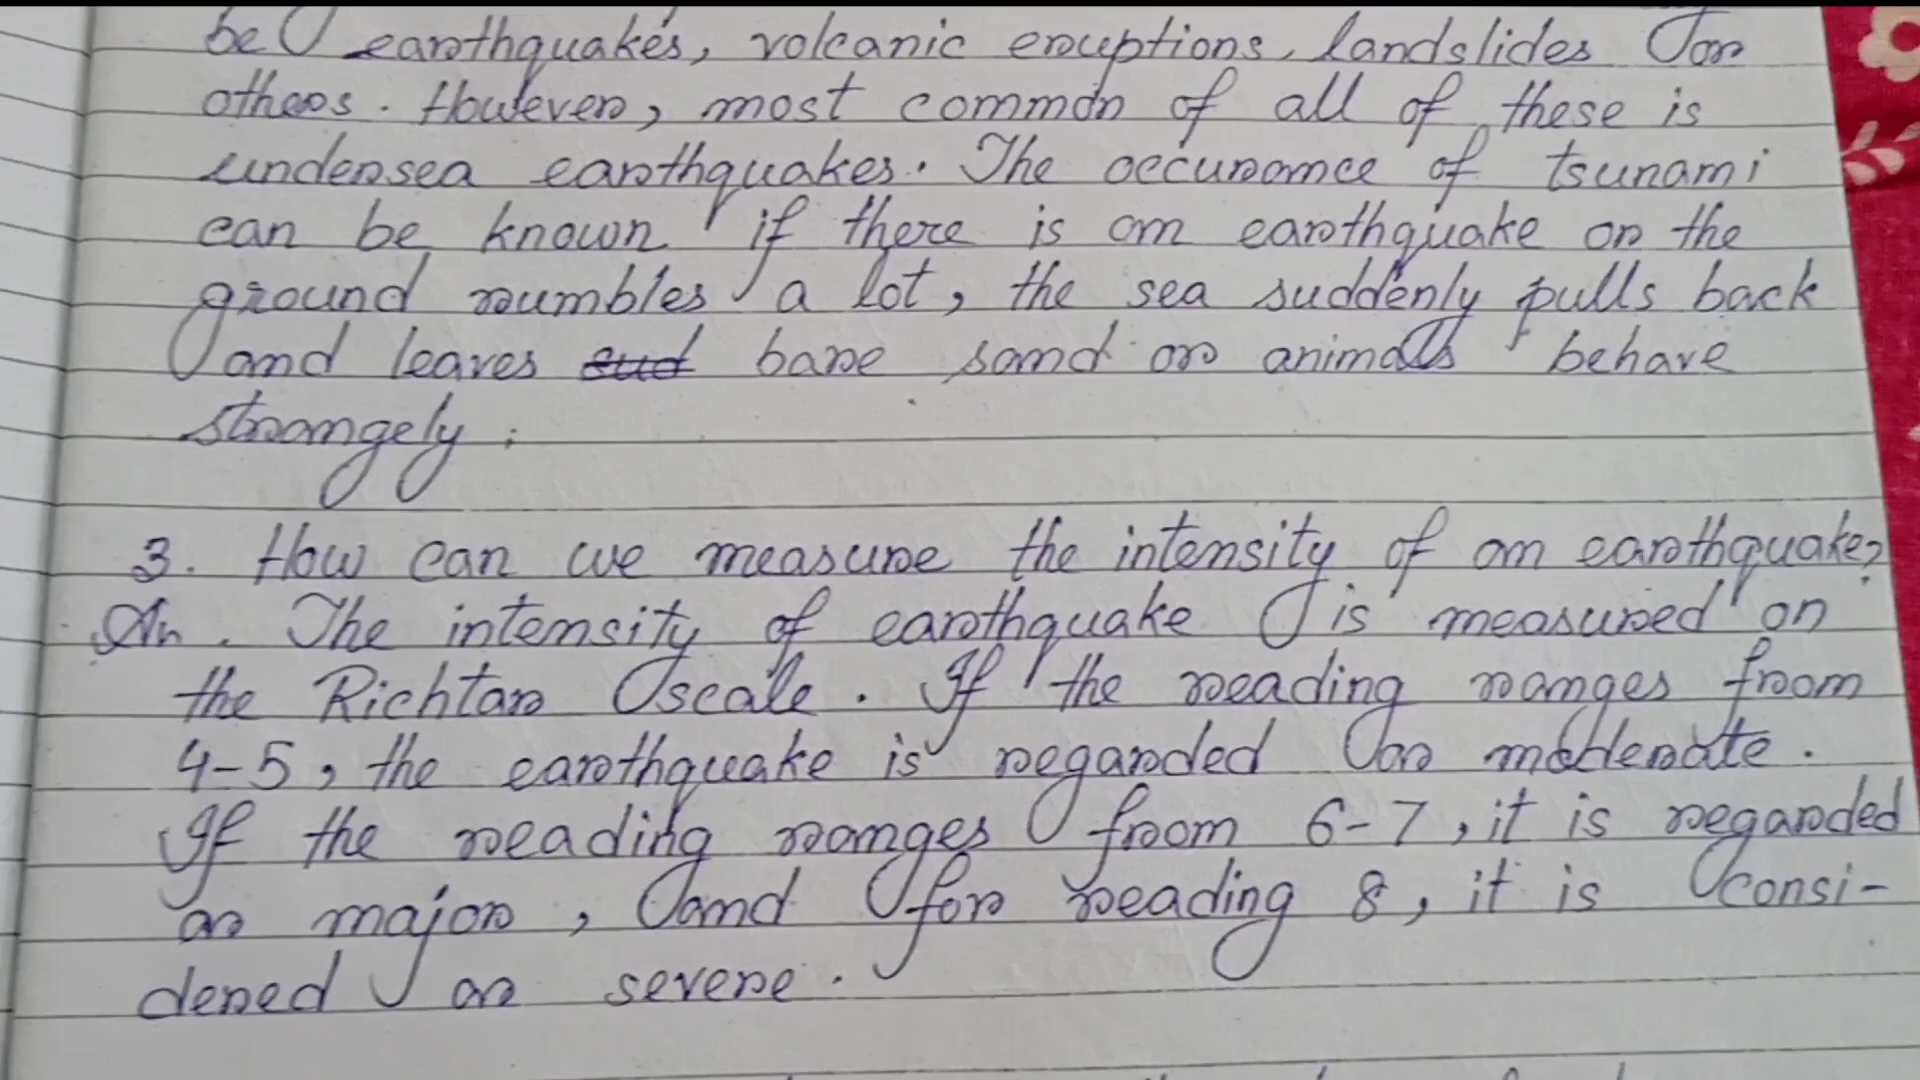 be earthquakes, volcanic eruptions, landslides or
others. However, most common of all of these is
undersea earthquakes. The occurance of tsunami
can be known if there is an earthquake or the
ground rumbles a lot, the sea suddenly pulls back
and leaves sud bare sand or animals behave
strangely.
3. How can we measure the intensity of an earthquake?
An. The intensity of earthquake is measured on
the Richtar scale. If the reading ranges from
4-5, the earthquake is regarded as moderate.
If the reading ranges from 6-7, it is regarded
as major, and for reading 8, it is consi-
dered as severe.